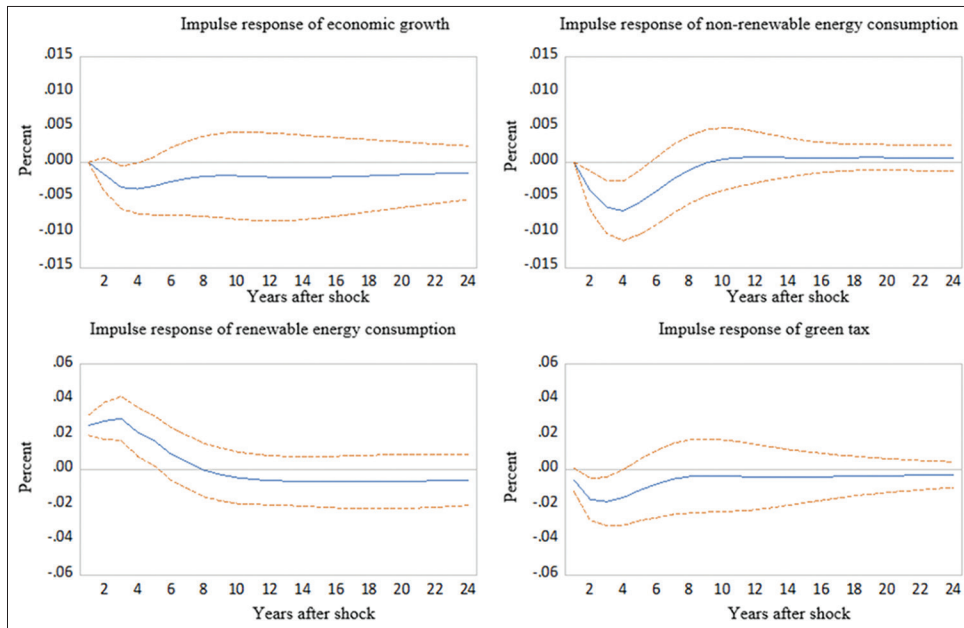 Impulse response of economic growth
.015
.010
.005
.000
-.005
-.010
-.015
Percent
2 4 6 8 10 12 14 16 18 20 22 24
Years after shock
Impulse response of non-renewable energy consumption
.015
.010
.005
.000
-.005
-.010
-.015
Percent
2 4 6 8 10 12 14 16 18 20 22 24
Years after shock
Impulse response of renewable energy consumption
.06
.04
.02
.00
-.02
-.04
-.06
Percent
2 4 6 8 10 12 14 16 18 20 22 24
Years after shock
Impulse response of green tax
.06
.04
.02
.00
-.02
-.04
-.06
Percent
2 4 6 8 10 12 14 16 18 20 22 24
Years after shock